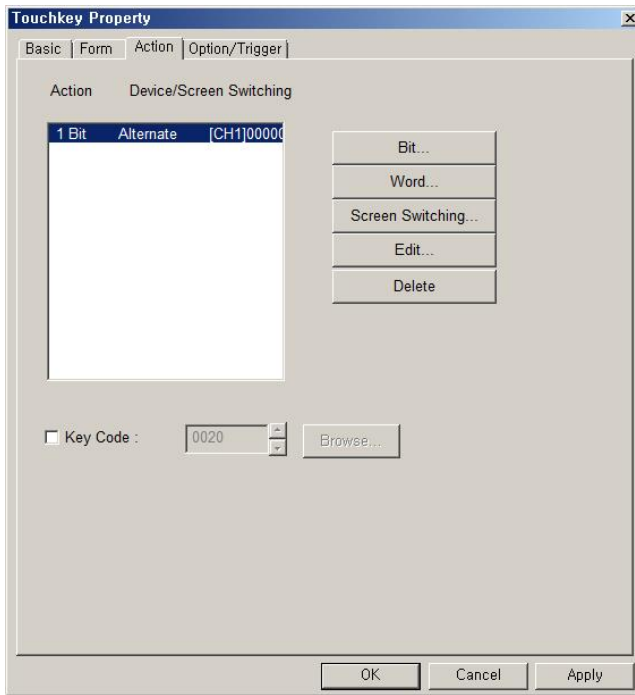 Touchkey Property
Basic Form Action Option/Trigger
Action Device/Screen Switching
1 Bit Alternate [CH1]00000
Bit...
Word...
Screen Switching...
Edit...
Delete
Key Code : 0020 Browse...
OK Cancel Apply